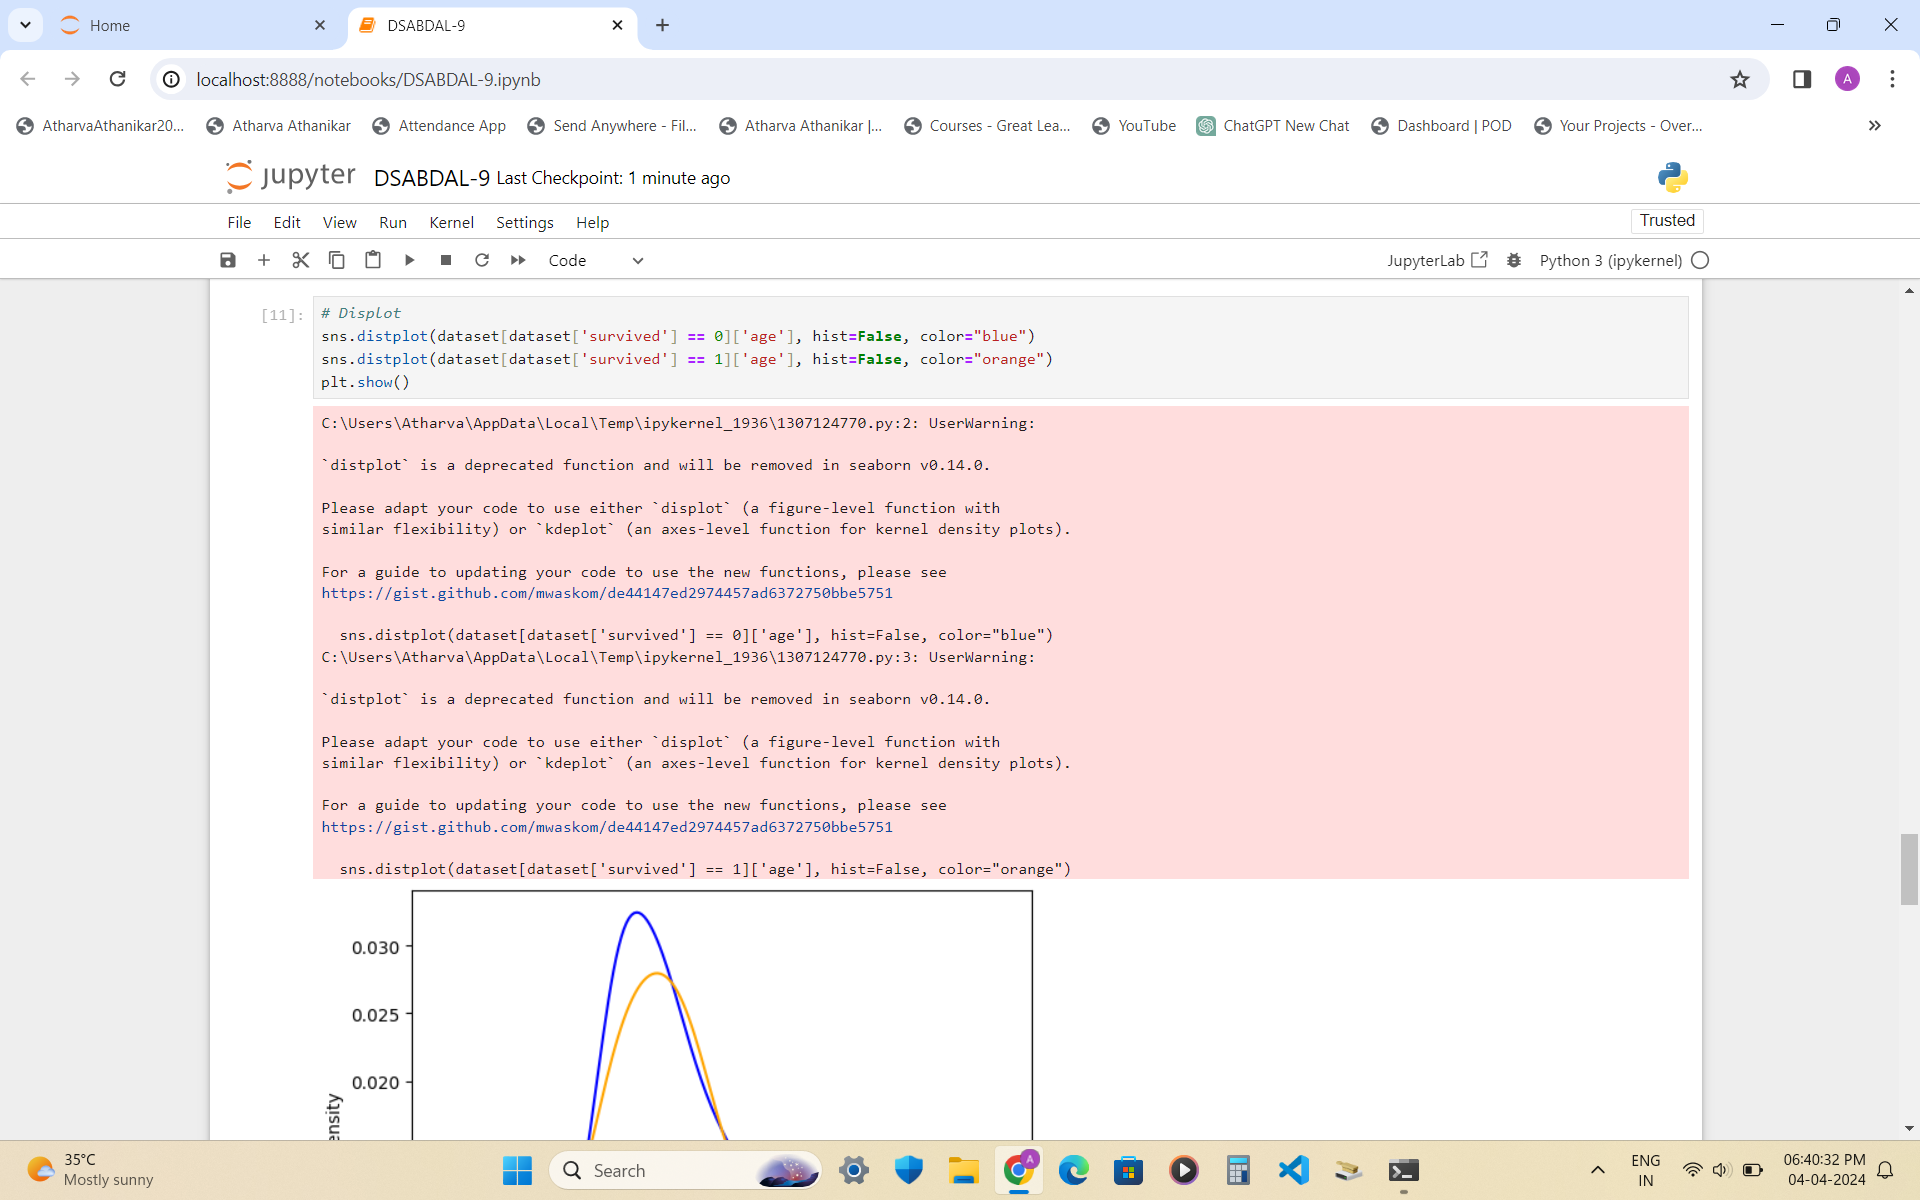 Home
DSABDAL-9
localhost:8888/notebooks/DSABDAL-9.ipynb
A
AtharvaAthanikar20...
Atharva Athanikar
Attendance App
Send Anywhere - Fil...
Atharva Athanikar |...
Courses - Great Lea...
YouTube
ChatGPT New Chat
Dashboard | POD
Your Projects - Over...
jupyter DSABDAL-9 Last Checkpoint: 1 minute ago
File Edit View Run Kernel Settings Help
Trusted
Code
JupyterLab
Python 3 (ipykernel)
[11]:
# Displot
sns.distplot(dataset[dataset['survived'] == 0]['age'], hist=False, color="blue")
sns.distplot(dataset[dataset['survived'] == 1]['age'], hist=False, color="orange")
plt.show()
C:\Users\Atharva\AppData\Local\Temp\ipykernel_1936\1307124770.py:2: UserWarning:
`distplot` is a deprecated function and will be removed in seaborn v0.14.0.
Please adapt your code to use either `displot` (a figure-level function with
similar flexibility) or `kdeplot` (an axes-level function for kernel density plots).
For a guide to updating your code to use the new functions, please see
https://gist.github.com/mwaskom/de44147ed2974457ad6372750bbe5751
sns.distplot(dataset[dataset['survived'] == 0]['age'], hist=False, color="blue")
C:\Users\Atharva\AppData\Local\Temp\ipykernel_1936\1307124770.py:3: UserWarning:
`distplot` is a deprecated function and will be removed in seaborn v0.14.0.
Please adapt your code to use either `displot` (a figure-level function with
similar flexibility) or `kdeplot` (an axes-level function for kernel density plots).
For a guide to updating your code to use the new functions, please see
https://gist.github.com/mwaskom/de44147ed2974457ad6372750bbe5751
sns.distplot(dataset[dataset['survived'] == 1]['age'], hist=False, color="orange")
0.030
0.025
0.020
ensity
35°C
Mostly sunny
Search
A
ENG
IN
06:40:32 PM
04-04-2024